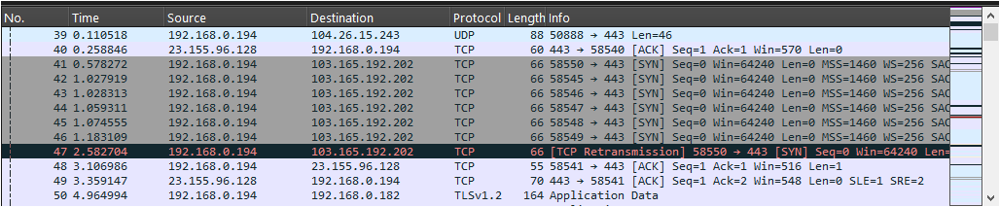 No. Time Source Destination Protocol Length Info
39 0.110518 192.168.0.194 104.26.15.243 UDP 88 50888 → 443 Len=46
40 0.258846 23.155.96.128 192.168.0.194 TCP 60 443 → 58540 [ACK] Seq=1 Ack=1 Win=570 Len=0
41 0.578272 192.168.0.194 103.165.192.202 TCP 66 58550 → 443 [SYN] Seq=0 Win=64240 Len=0 MSS=1460 WS=256 SAC
42 1.027919 192.168.0.194 103.165.192.202 TCP 66 58545 → 443 [SYN] Seq=0 Win=64240 Len=0 MSS=1460 WS=256 SAC
43 1.028313 192.168.0.194 103.165.192.202 TCP 66 58546 → 443 [SYN] Seq=0 Win=64240 Len=0 MSS=1460 WS=256 SAC
44 1.059311 192.168.0.194 103.165.192.202 TCP 66 58547 → 443 [SYN] Seq=0 Win=64240 Len=0 MSS=1460 WS=256 SAC
45 1.074555 192.168.0.194 103.165.192.202 TCP 66 58548 → 443 [SYN] Seq=0 Win=64240 Len=0 MSS=1460 WS=256 SAC
46 1.183109 192.168.0.194 103.165.192.202 TCP 66 58549 → 443 [SYN] Seq=0 Win=64240 Len=0 MSS=1460 WS=256 SAC
47 2.582704 192.168.0.194 103.165.192.202 TCP 66 [TCP Retransmission] 58550 → 443 [SYN] Seq=0 Win=64240 Len=
48 3.106986 192.168.0.194 23.155.96.128 TCP 55 58541 → 443 [ACK] Seq=1 Ack=1 Win=516 Len=1
49 3.359147 23.155.96.128 192.168.0.194 TCP 70 443 → 58541 [ACK] Seq=1 Ack=2 Win=548 Len=0 SLE=1 SRE=2
50 4.964994 192.168.0.194 192.168.0.182 TLSv1.2 164 Application Data